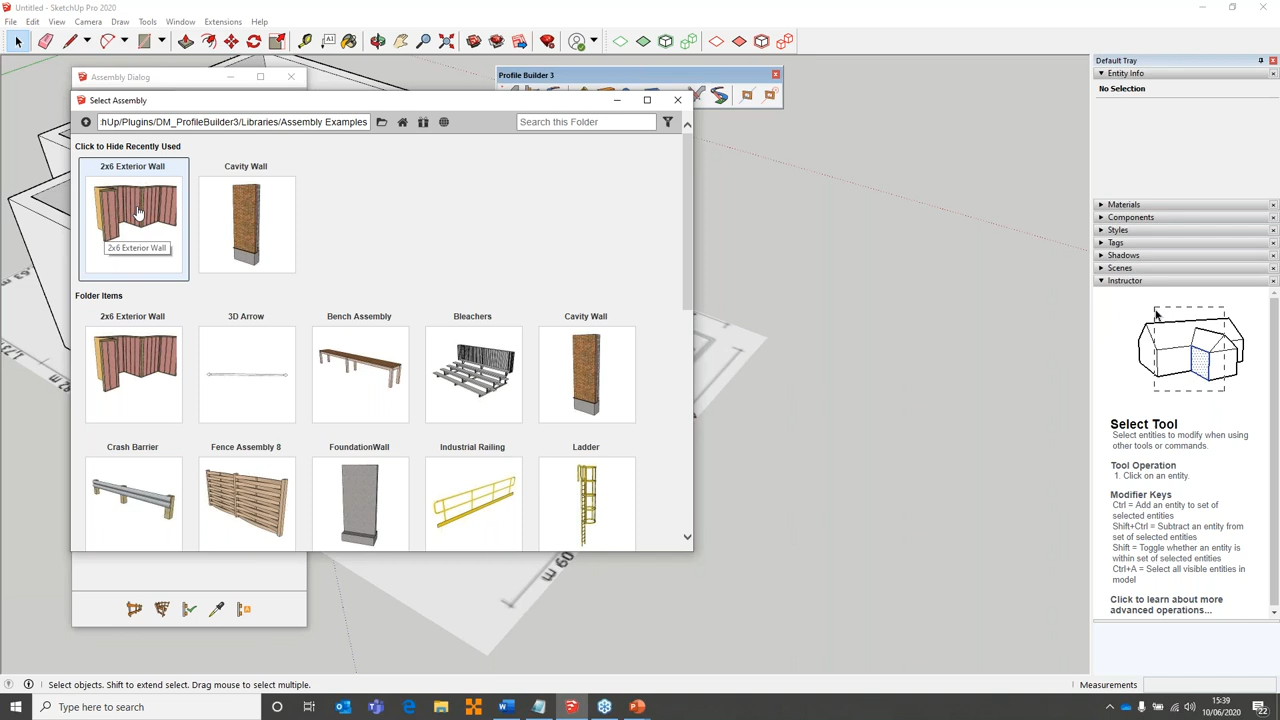 Untitled - SketchUp Pro 2020
File Edit View Camera Draw Tools Window Extensions Help
Default Tray
Entity Info
No Selection
Assembly Dialog
Profile Builder 3
Select Assembly
hUp/Plugins/DM_ProfileBuilder3/Libraries/Assembly Examples
Search this Folder
Click to Hide Recently Used
2x6 Exterior Wall Cavity Wall
2x6 Exterior Wall
Folder Items
2x6 Exterior Wall 3D Arrow Bench Assembly Bleachers Cavity Wall
Crash Barrier Fence Assembly 8 FoundationWall Industrial Railing Ladder
60 m
Materials
Components
Styles
Tags
Shadows
Scenes
Instructor
Select Tool
Select entities to modify when using
other tools or commands.
Tool Operation
1. Click on an entity.
Modifier Keys
Ctrl = Add an entity to set of
selected entities
Shift+Ctrl = Subtract an entity from
set of selected entities
Shift = Toggle whether an entity is
within set of selected entities
Ctrl+A = Select all visible entities in
model
Click to learn about more
advanced operations...
Select objects. Shift to extend select. Drag mouse to select multiple.
Measurements
Type here to search
15:39
10/06/2020
22